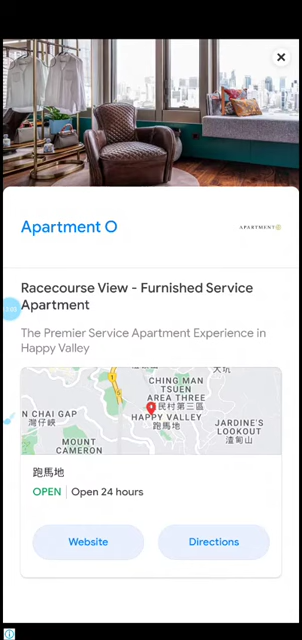 Apartment O
APARTMENT O
Racecourse View - Furnished Service
Apartment
The Premier Service Apartment Experience in
Happy Valley
大坑
CHING MAN
TSUEN
AREA THREE
民村第三區
N CHAI GAP
灣仔峽
HAPPY VALLEY
跑馬地
JARDINE'S
LOOKOUT
渣甸山
MOUNT
CAMERON
跑馬地
OPEN | Open 24 hours
Website
Directions